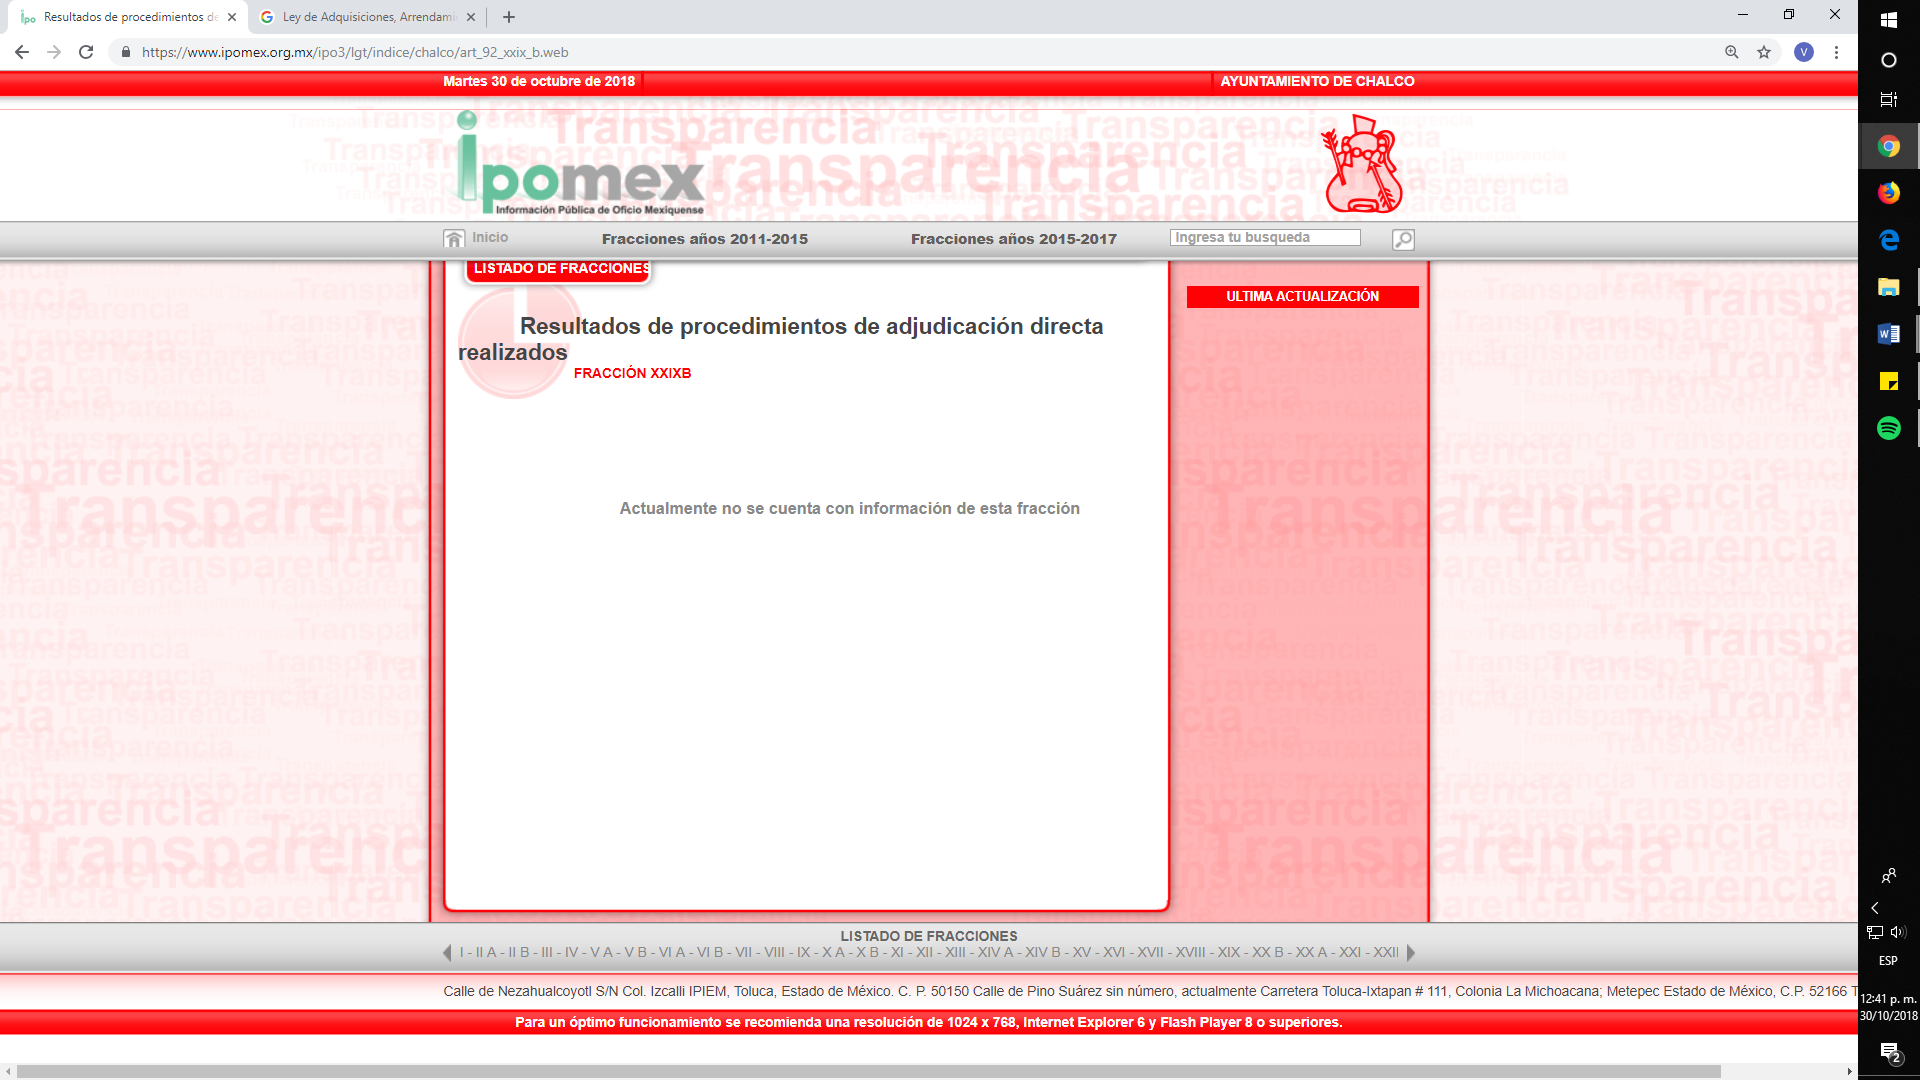 Resultados de procedimientos de
Ley de Adquisiciones, Arrendami
https://www.ipomex.org.mx/ipo3/lgt/indice/chalco/art_92_xxix_b.web
V
Martes 30 de octubre de 2018
AYUNTAMIENTO DE CHALCO
ipomex
Información Pública de Oficio Mexiquense
Inicio
Fracciones años 2011-2015
Fracciones años 2015-2017
Ingresa tu busqueda
LISTADO DE FRACCIONES
ULTIMA ACTUALIZACIÓN
Resultados de procedimientos de adjudicación directa
realizados
FRACCIÓN XXIXB
Actualmente no se cuenta con información de esta fracción
LISTADO DE FRACCIONES
I - II A - II B - III - IV - V A - V B - VI A - VI B - VII - VIII - IX - X A - X B - XI - XII - XIII - XIV A - XIV B - XV - XVI - XVII - XVIII - XIX - XX B - XX A - XXI - XXII
Calle de Nezahualcoyotl S/N Col. Izcalli IPIEM, Toluca, Estado de México. C. P. 50150 Calle de Pino Suárez sin número, actualmente Carretera Toluca-Ixtapan # 111, Colonia La Michoacana; Metepec Estado de México, C.P. 52166 T
Para un óptimo funcionamiento se recomienda una resolución de 1024 x 768, Internet Explorer 6 y Flash Player 8 o superiores.
ESP
12:41 p. m.
30/10/2018
2